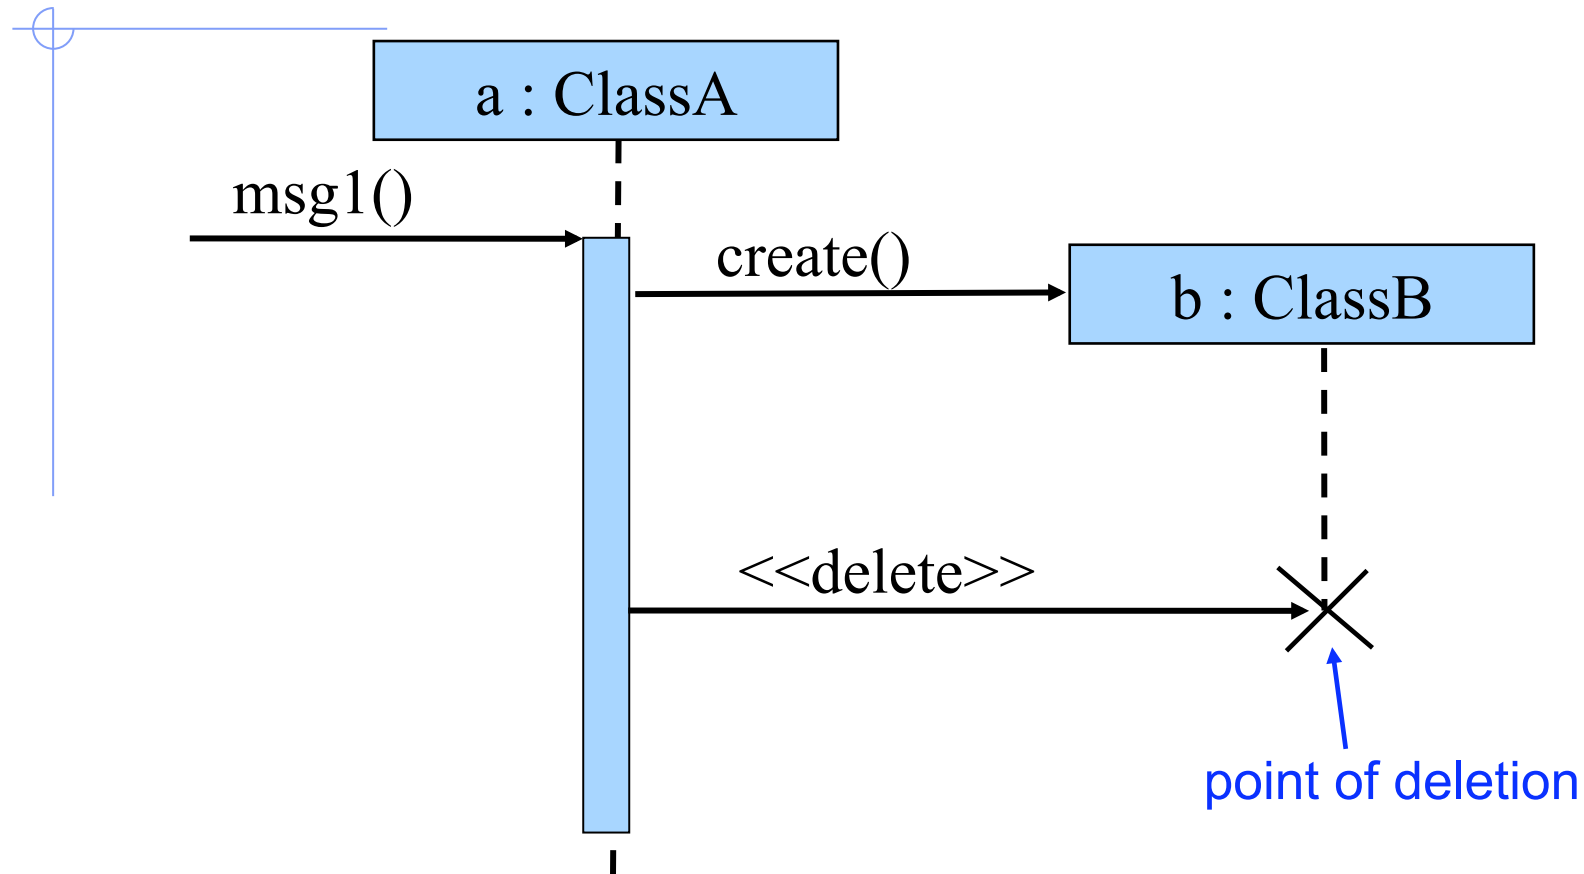 a : ClassA
msg1()
create()
b : ClassB
<<delete>>
point of deletion